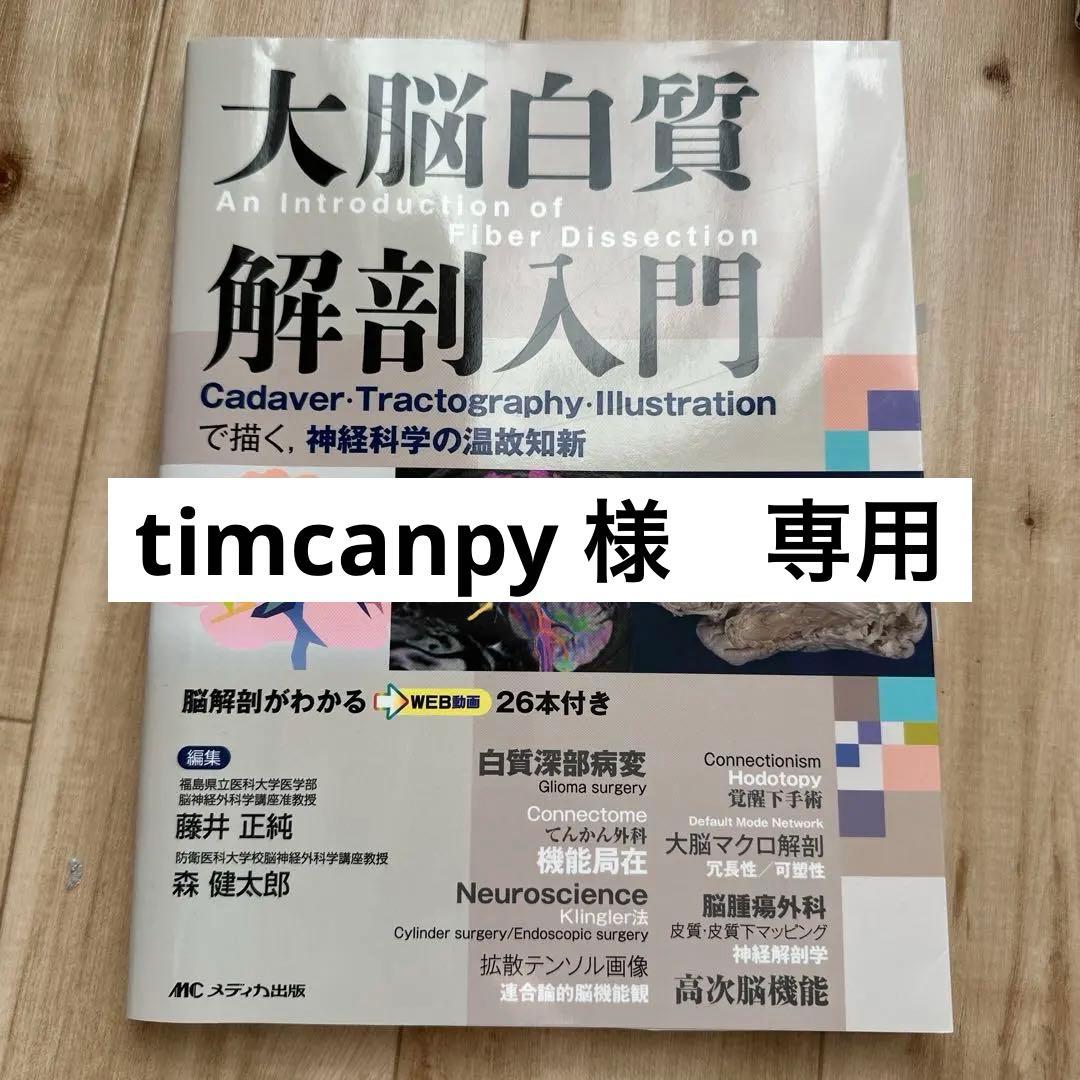 大脳白質
An Introduction of
Fiber Dissection
解剖入門
Cadaver・Tractography・Illustration
で描く，神経科学の温故知新
timcanpy 様　専用
脳解剖がわかる WEB動画 26本付き
編集
福島県立医科大学医学部
脳神経外科学講座准教授
藤井 正純
防衛医科大学校脳神経外科学講座教授
森 健太郎
MC メディカ出版
白質深部病変
Glioma surgery
Connectome
てんかん外科
機能局在
Neuroscience
Klingler法
Cylinder surgery/Endoscopic surgery
拡散テンソル画像
連合論的脳機能観
Connectionism
Hodotopy
覚醒下手術
Default Mode Network
大脳マクロ解剖
冗長性／可塑性
脳腫瘍外科
皮質・皮質下マッピング
神経解剖学
高次脳機能